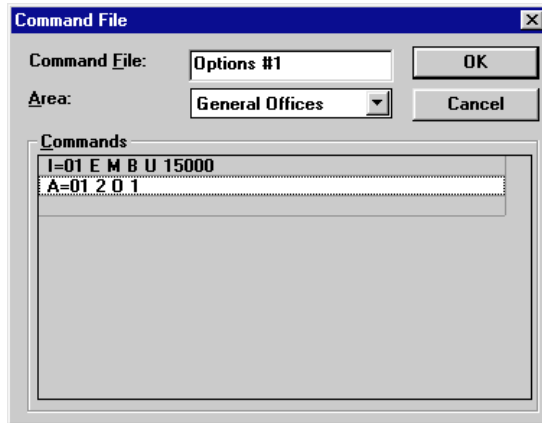 Command File
Command File: Options #1 OK
Area: General Offices Cancel
Commands
I=01 E M B U 15000
A=01 2 0 1